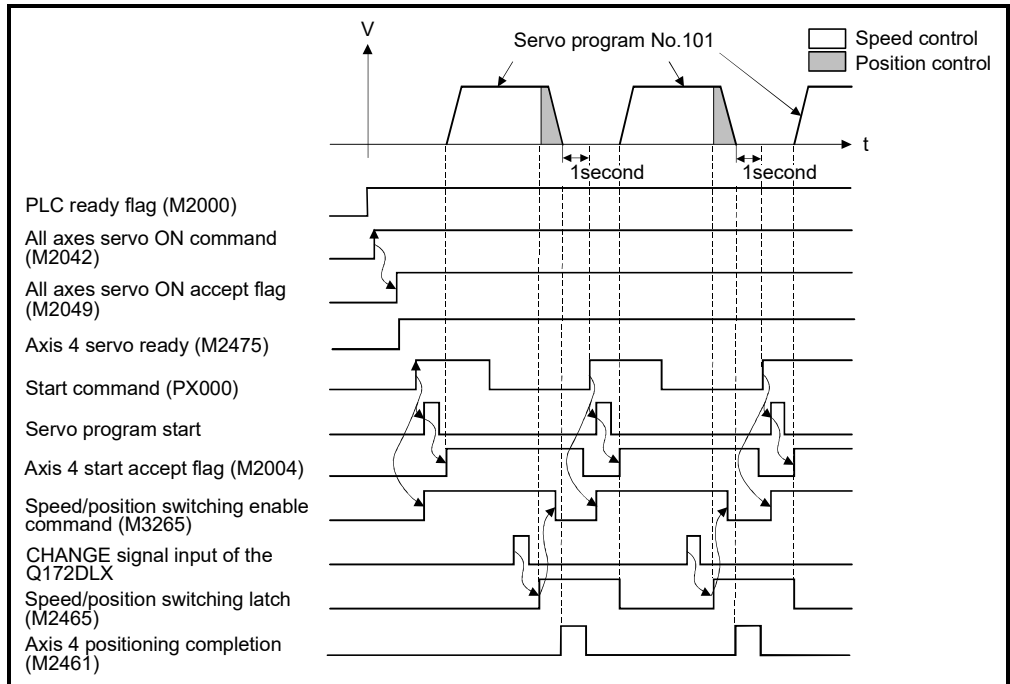 V
Servo program No.101
Speed control
Position control
t
1second
1second
PLC ready flag (M2000)
All axes servo ON command
(M2042)
All axes servo ON accept flag
(M2049)
Axis 4 servo ready (M2475)
Start command (PX000)
Servo program start
Axis 4 start accept flag (M2004)
Speed/position switching enable
command (M3265)
CHANGE signal input of the
Q172DLX
Speed/position switching latch
(M2465)
Axis 4 positioning completion
(M2461)